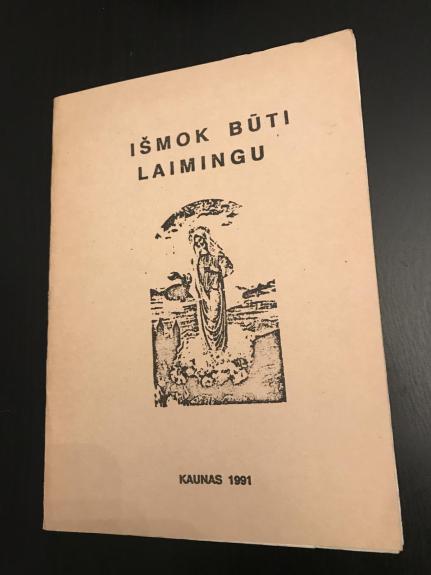 IŠMOK BŪTI
LAIMINGU
KAUNAS 1991